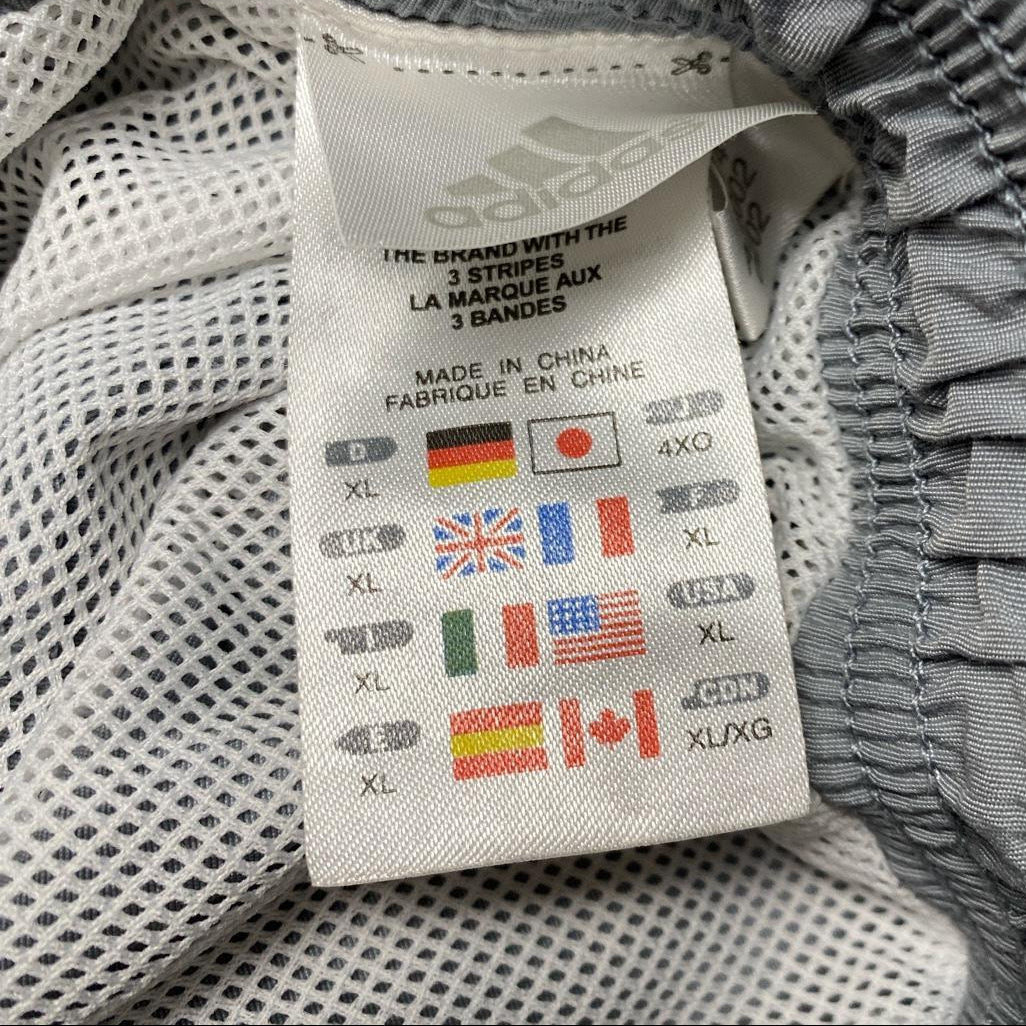 adidas
THE BRAND WITH THE
3 STRIPES
LA MARQUE AUX
3 BANDES
MADE IN CHINA
FABRIQUE EN CHINE
D J
XL 4XO
UK F
XL XL
I USA
XL XL
E CDN
XL XL/XG